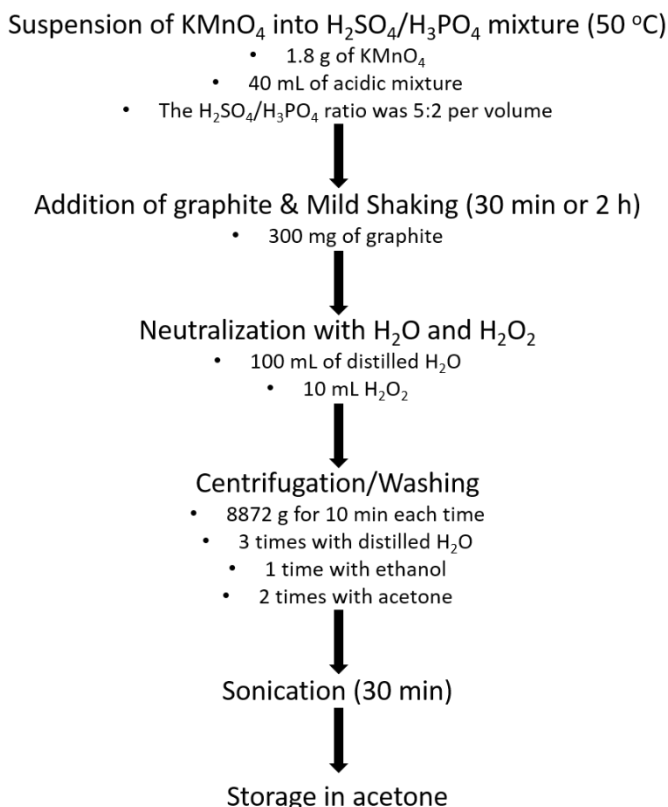 Suspension of KMnO₄ into H₂SO₄/H₃PO₄ mixture (50 °C)
• 1.8 g of KMnO₄
• 40 mL of acidic mixture
• The H₂SO₄/H₃PO₄ ratio was 5:2 per volume
Addition of graphite & Mild Shaking (30 min or 2 h)
• 300 mg of graphite
Neutralization with H₂O and H₂O₂
• 100 mL of distilled H₂O
• 10 mL H₂O₂
Centrifugation/Washing
• 8872 g for 10 min each time
• 3 times with distilled H₂O
• 1 time with ethanol
• 2 times with acetone
Sonication (30 min)
Storage in acetone